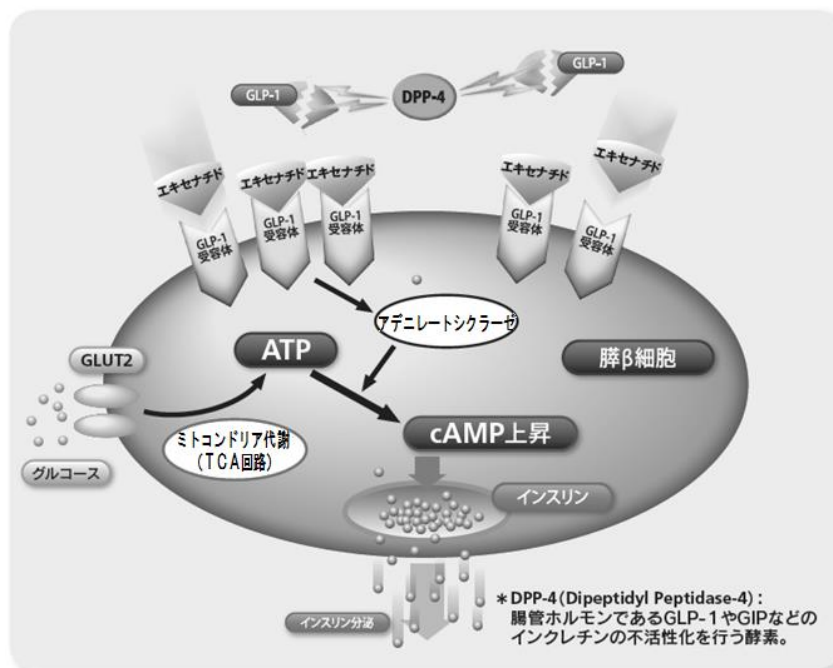 GLP-1
GLP-1
DPP-4
エキセナチド
エキセナチド
エキセナチド
エキセナチド
エキセナチド
GLP-1
受容体
GLP-1
受容体
GLP-1
受容体
GLP-1
受容体
GLP-1
受容体
アデニレートシクラーゼ
ATP
膵β細胞
GLUT2
cAMP上昇
ミトコンドリア代謝
(TCA回路)
グルコース
インスリン
インスリン分泌
*DPP-4(Dipeptidyl Peptidase-4):
腸管ホルモンであるGLP-1やGIPなどの
インクレチンの不活性化を行う酵素。